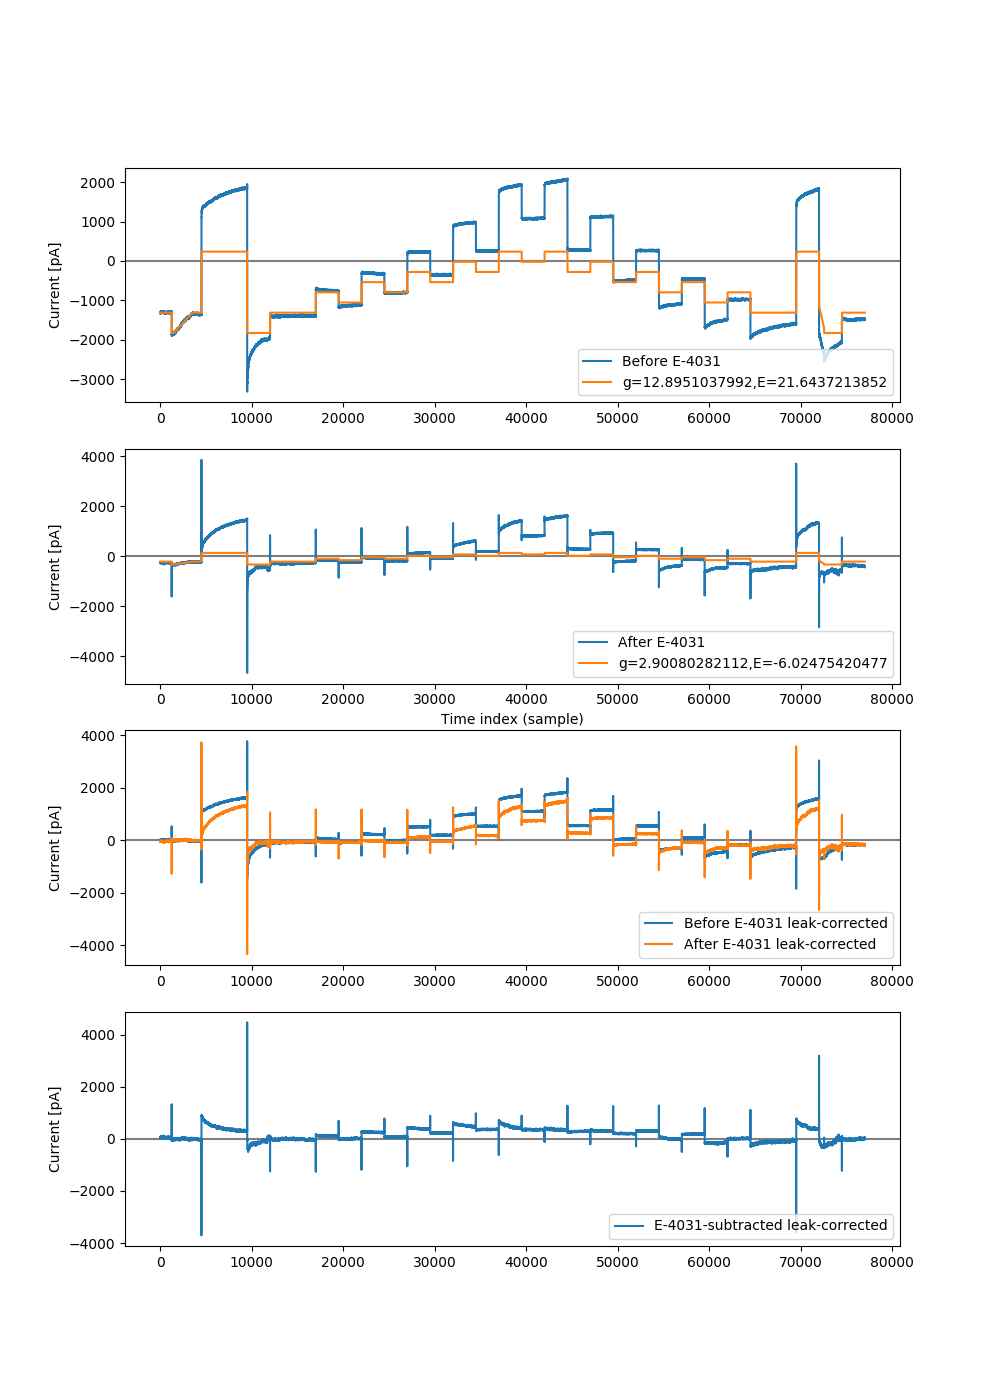 2000
1000
0
−1000
−2000
−3000
Current [pA]
Before E-4031
g=12.8951037992,E=21.6437213852
0 10000 20000 30000 40000 50000 60000 70000 80000
4000
2000
0
−2000
−4000
Current [pA]
After E-4031
g=2.90080282112,E=-6.02475420477
0 10000 20000 30000 40000 50000 60000 70000 80000
Time index (sample)
4000
2000
0
−2000
−4000
Current [pA]
Before E-4031 leak-corrected
After E-4031 leak-corrected
0 10000 20000 30000 40000 50000 60000 70000 80000
4000
2000
0
−2000
−4000
Current [pA]
E-4031-subtracted leak-corrected
0 10000 20000 30000 40000 50000 60000 70000 80000